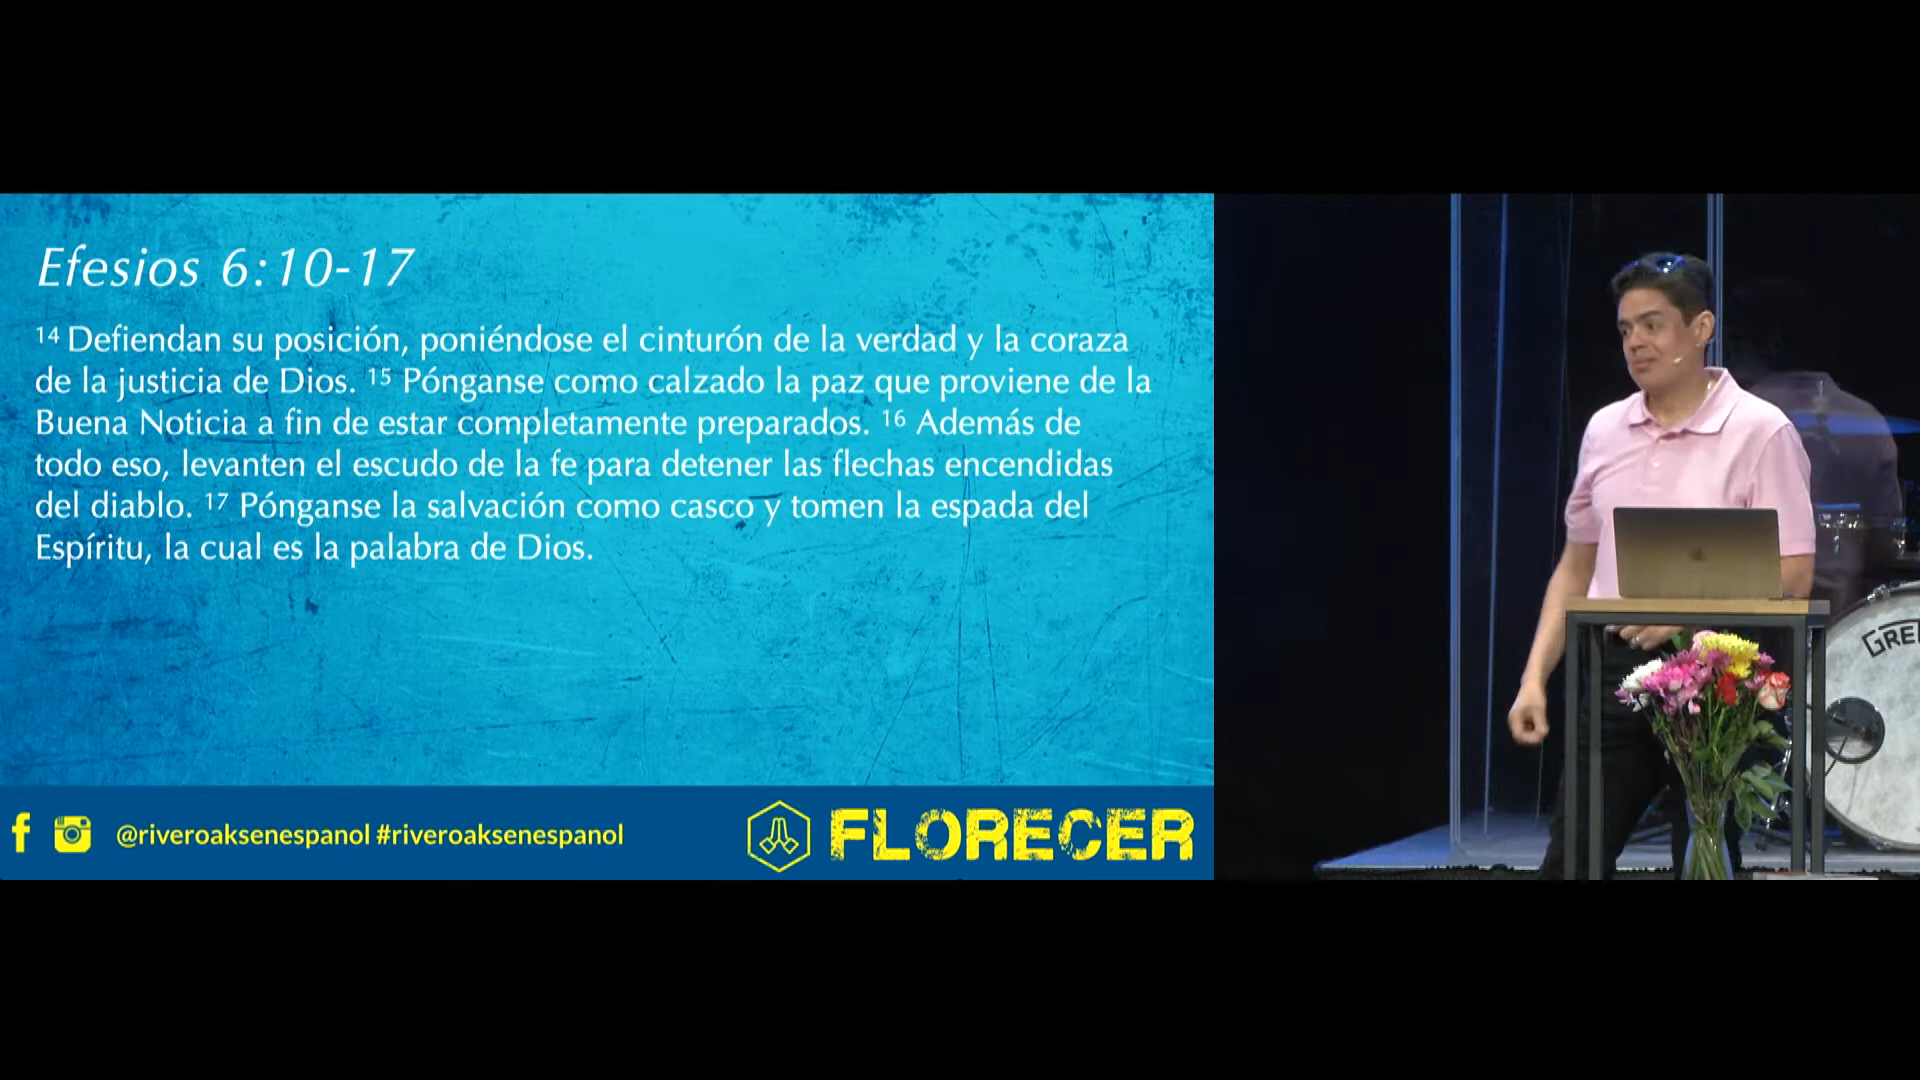 Efesios 6:10-17
14 Defiendan su posición, poniéndose el cinturón de la verdad y la coraza
de la justicia de Dios. 15 Pónganse como calzado la paz que proviene de la
Buena Noticia a fin de estar completamente preparados. 16 Además de
todo eso, levanten el escudo de la fe para detener las flechas encendidas
del diablo. 17 Pónganse la salvación como casco y tomen la espada del
Espíritu, la cual es la palabra de Dios.
@riveroaksenespanol #riveroaksenespanol
FLORECER
GRE